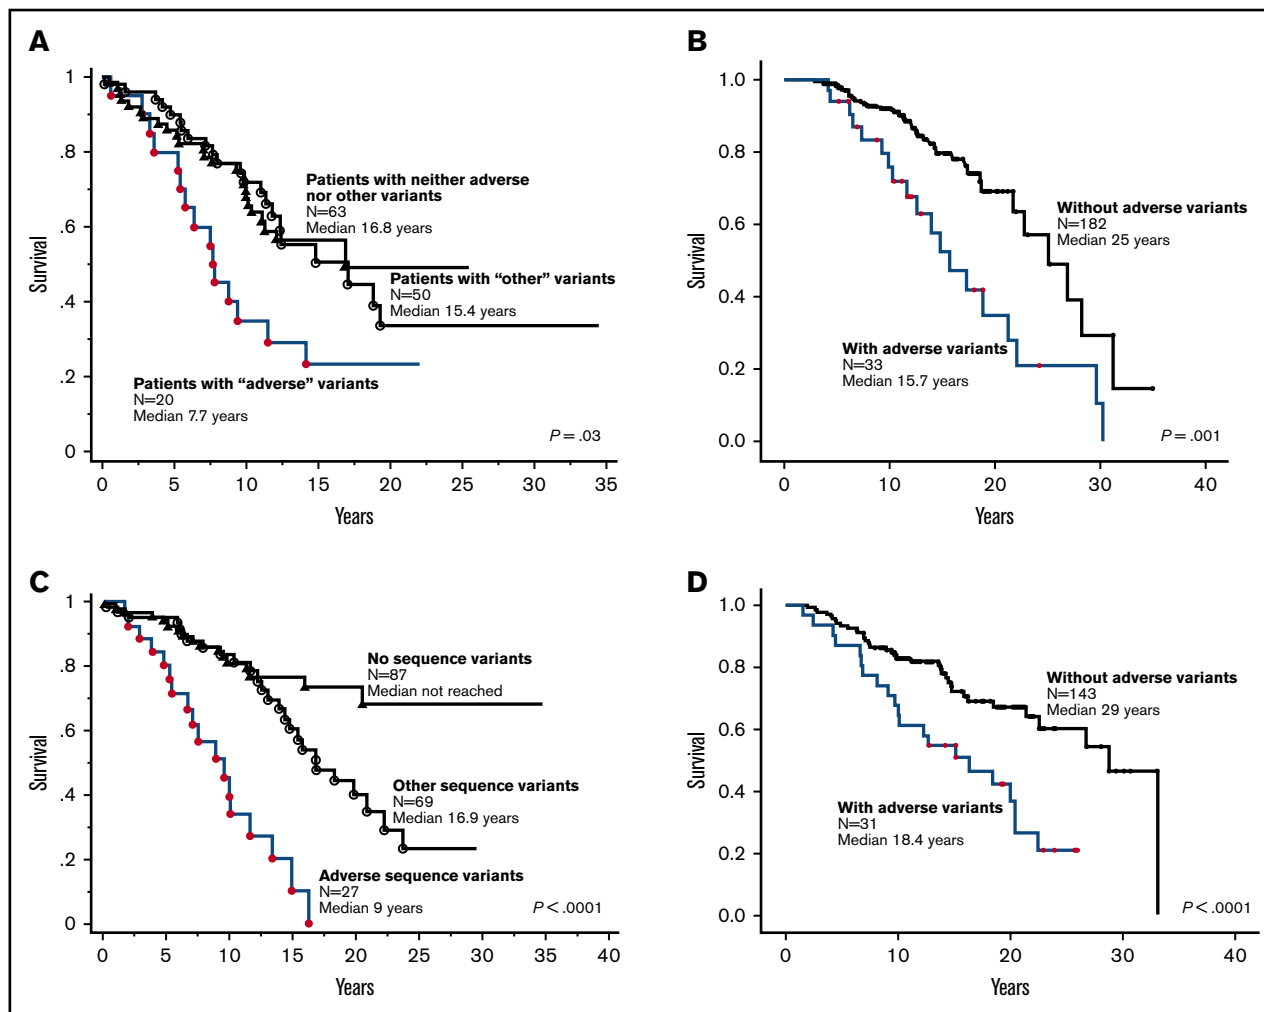 A
1
.8
.6
.4
.2
0
Survival
0 5 10 15 20 25 30 35
Years
Patients with neither adverse
nor other variants
N=63
Median 16.8 years
Patients with “other” variants
N=50
Median 15.4 years
Patients with “adverse” variants
N=20
Median 7.7 years
P = .03
B
1.0
0.8
0.6
0.4
0.2
0.0
Survival
0 10 20 30 40
Years
Without adverse variants
N=182
Median 25 years
With adverse variants
N=33
Median 15.7 years
P = .001
C
1
.8
.6
.4
.2
0
Survival
0 5 10 15 20 25 30 35 40
Years
No sequence variants
N=87
Median not reached
Other sequence variants
N=69
Median 16.9 years
Adverse sequence variants
N=27
Median 9 years
P < .0001
D
1.0
0.8
0.6
0.4
0.2
0.0
Survival
0 10 20 30 40
Years
Without adverse variants
N=143
Median 29 years
With adverse variants
N=31
Median 18.4 years
P < .0001